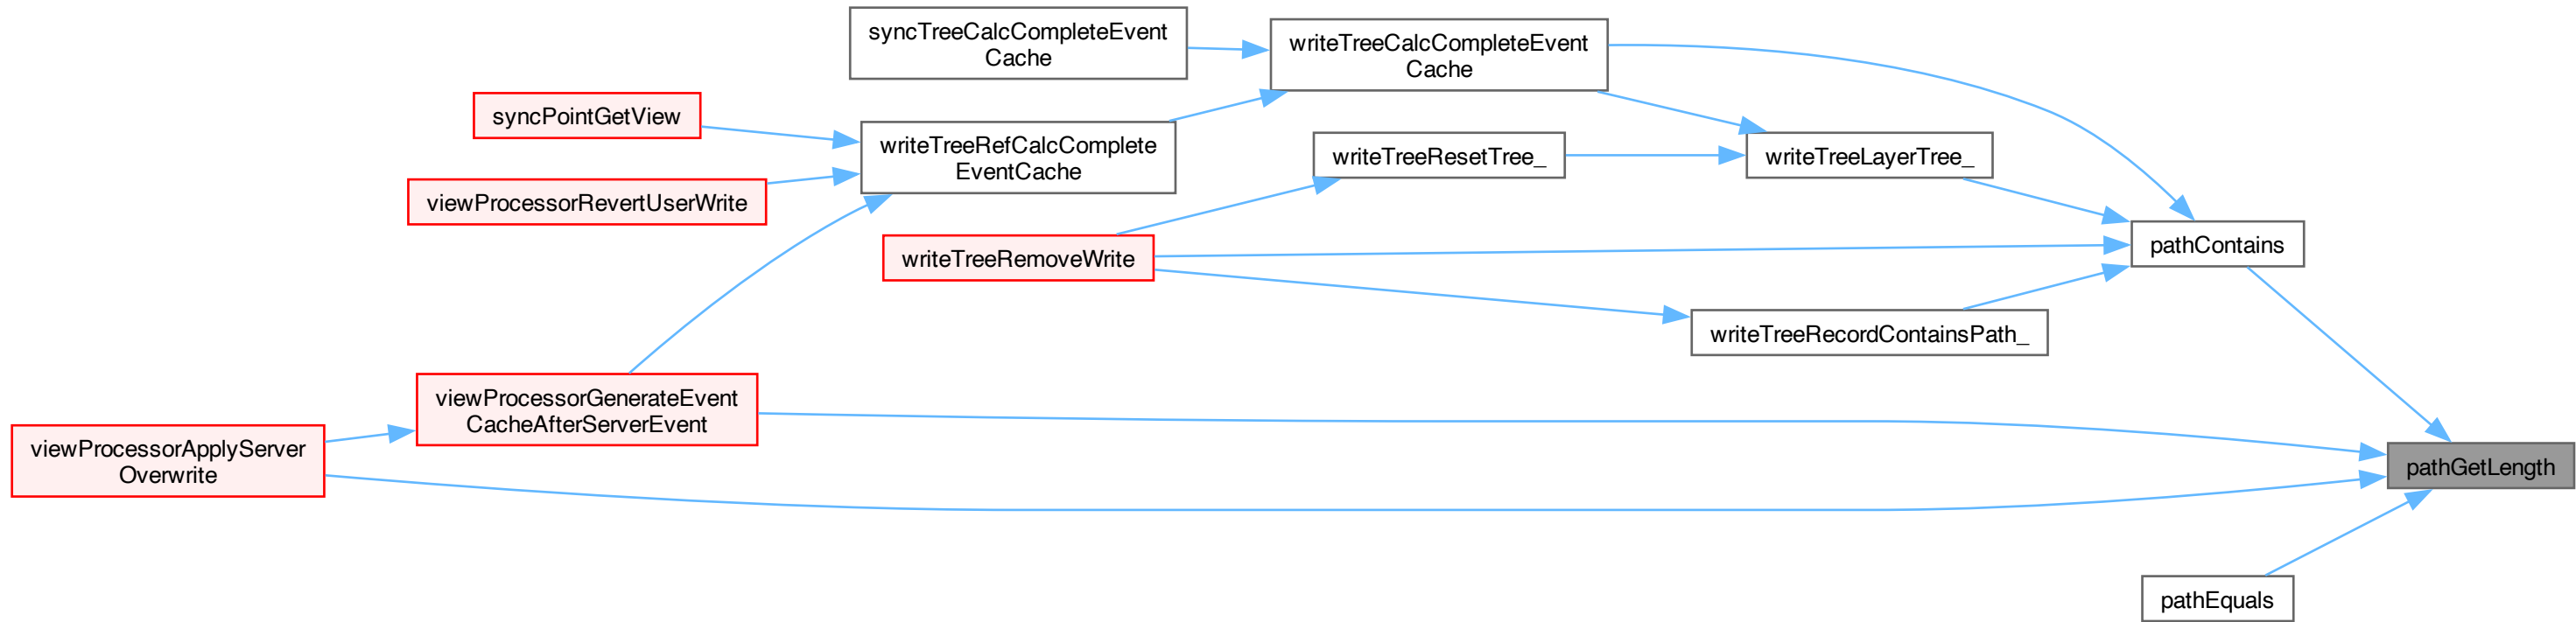 syncTreeCalcCompleteEvent
Cache
writeTreeCalcCompleteEvent
Cache
syncPointGetView
writeTreeRefCalcComplete
EventCache
writeTreeResetTree_
writeTreeLayerTree_
viewProcessorRevertUserWrite
writeTreeRemoveWrite
pathContains
writeTreeRecordContainsPath_
viewProcessorGenerateEvent
CacheAfterServerEvent
viewProcessorApplyServer
Overwrite
pathGetLength
pathEquals